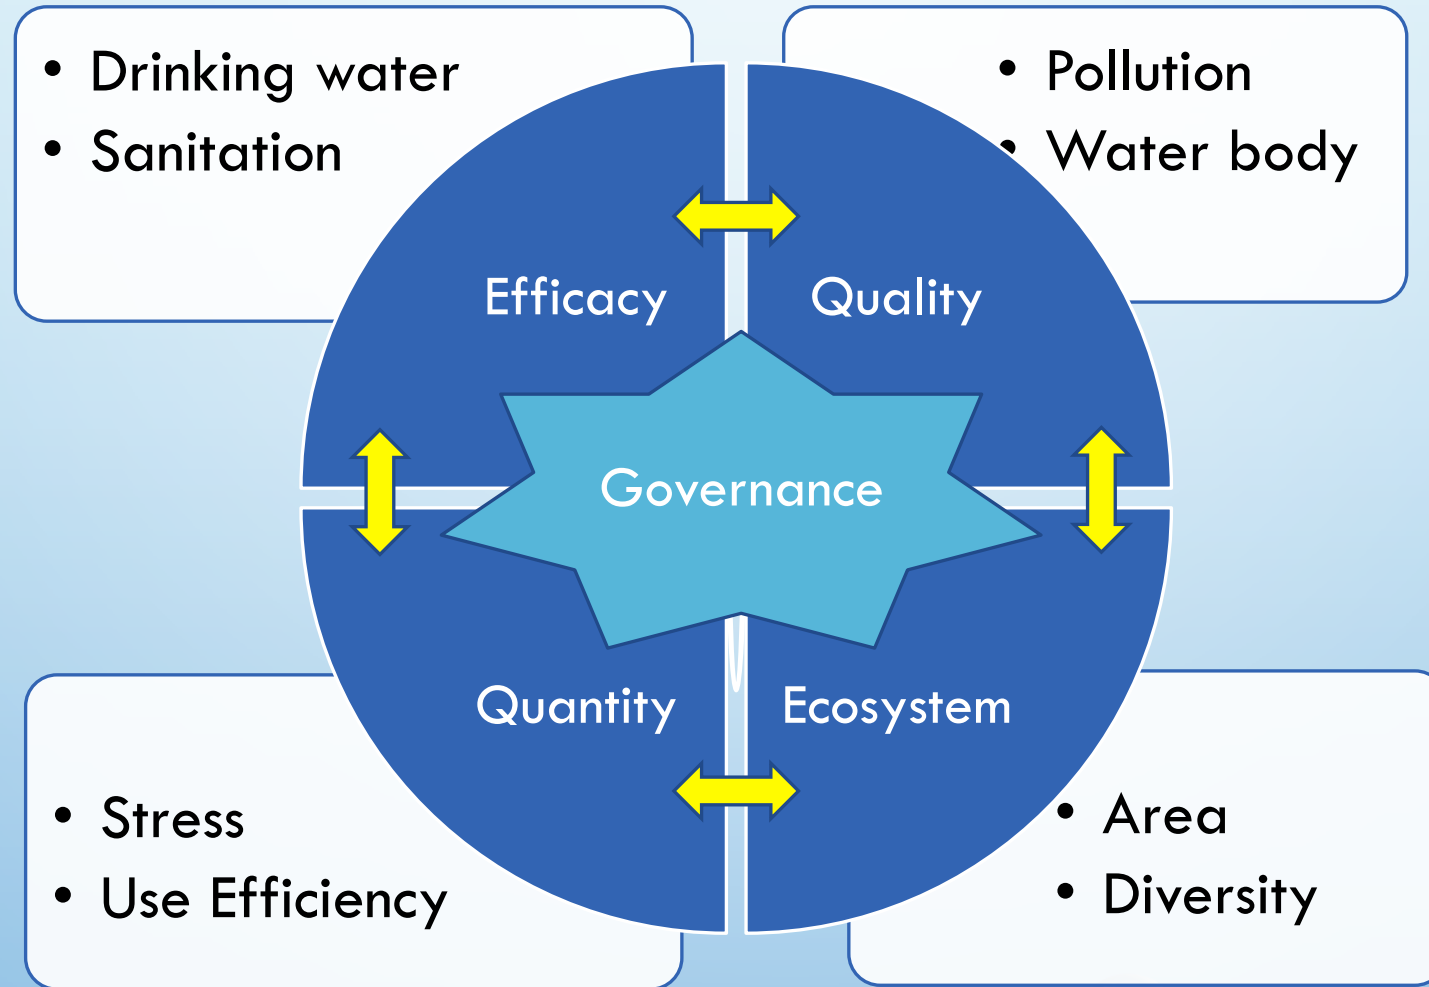 • Drinking water
• Sanitation
• Pollution
• Water body
Efficacy
Quality
Governance
Quantity
Ecosystem
• Stress
• Use Efficiency
• Area
• Diversity